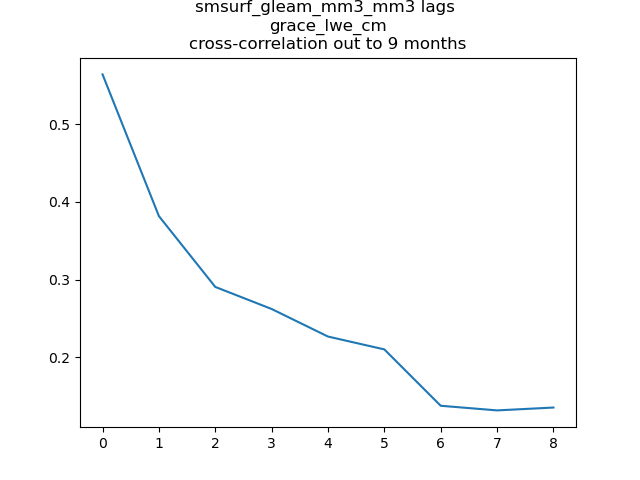 smsurf_gleam_mm3_mm3 lags
grace_lwe_cm
cross-correlation out to 9 months
0.5
0.4
0.3
0.2
0 1 2 3 4 5 6 7 8